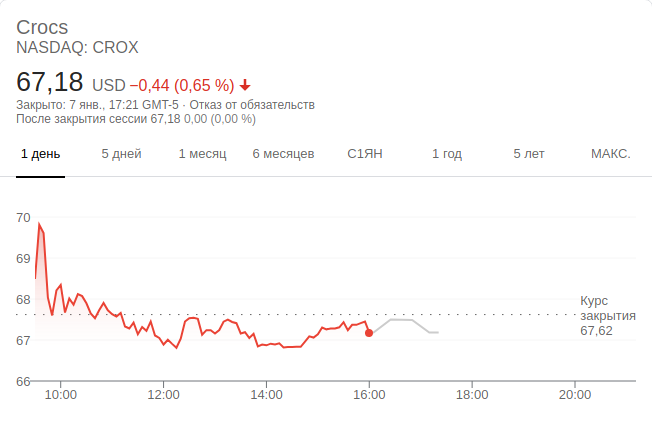 Crocs
NASDAQ: CROX
67,18 USD −0,44 (0,65 %)
Закрыто: 7 янв., 17:21 GMT-5 · Отказ от обязательств
После закрытия сессии 67,18 0,00 (0,00 %)
1 день 5 дней 1 месяц 6 месяцев С1ЯН 1 год 5 лет МАКС.
70
69
68
67
66
Курс
закрытия
67,62
10:00 12:00 14:00 16:00 18:00 20:00